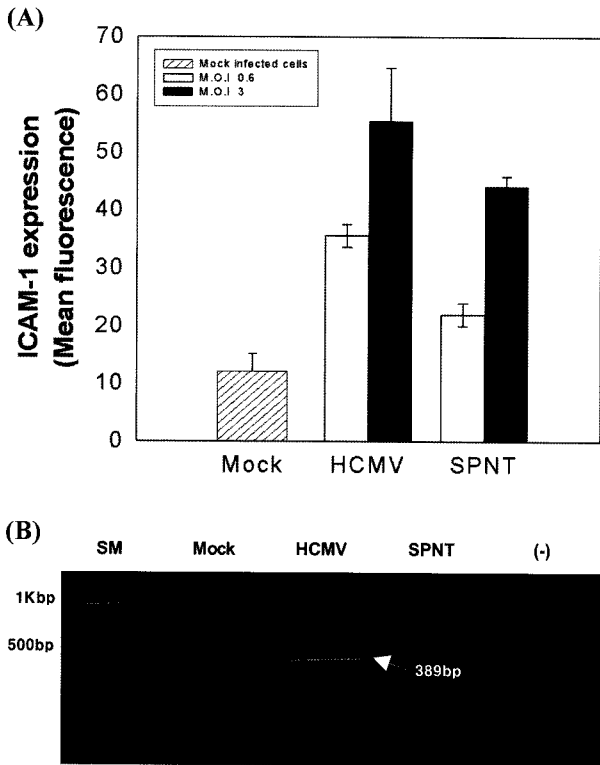 (A)
70
60
50
40
30
20
10
0
ICAM-1 expression
(Mean fluorescence)
Mock infected cells
M.O.I 0.6
M.O.I 3
Mock HCMV SPNT
(B)
SM Mock HCMV SPNT (-)
1Kbp
500bp
389bp